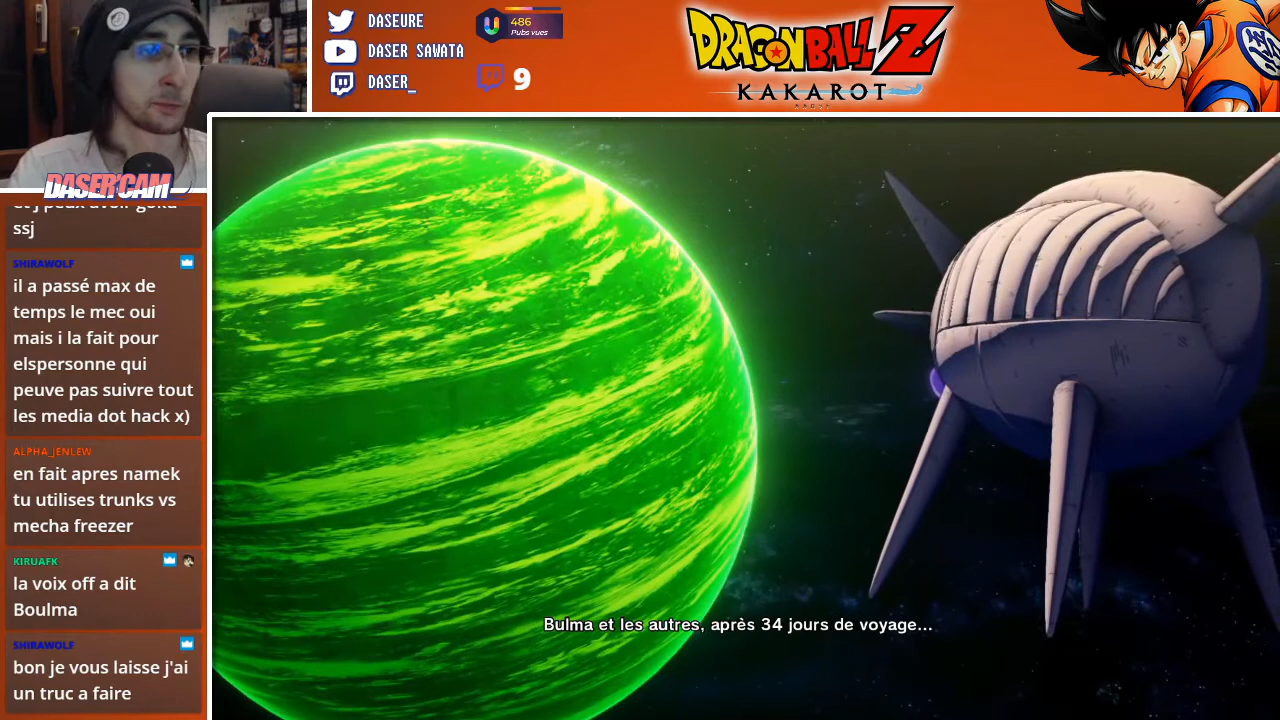 DASEURE
DASER SAWATA
DASER_
486
Pubs vues
9
DRAGON BALL Z
KAKAROT
DASER'CAM
ssj
SHIRAWOLF
il a passé max de
temps le mec oui
mais i la fait pour
elspersonne qui
peuve pas suivre tout
les media dot hack x)
ALPHA_JENLEW
en fait apres namek
tu utilises trunks vs
mecha freezer
KIRUAFK
la voix off a dit
Boulma
SHIRAWOLF
bon je vous laisse j'ai
un truc a faire
Bulma et les autres, après 34 jours de voyage...